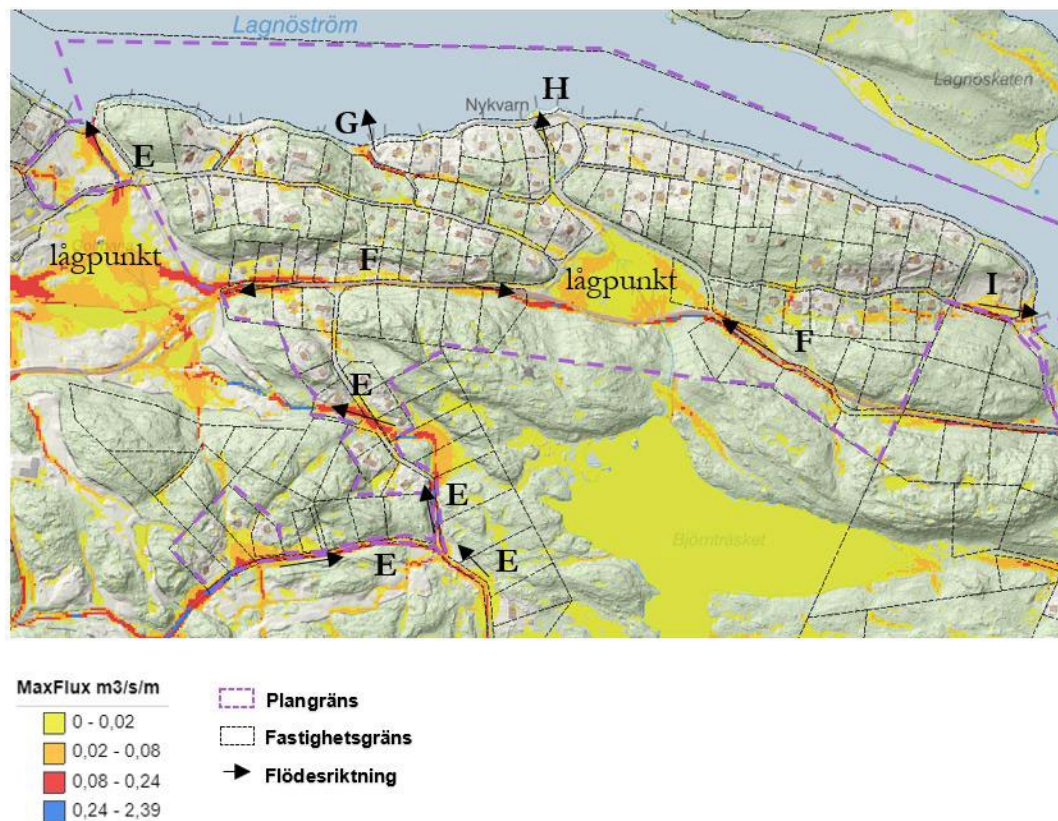 Lagnöström
Lagnöskaten
Nykvarn
H
G
E
lågpunkt
F
lågpunkt
I
F
E
E
Björnträsket
E
E
MaxFlux m3/s/m
0 - 0,02
0,02 - 0,08
0,08 - 0,24
0,24 - 2,39
Plangräns
Fastighetsgräns
Flödesriktning